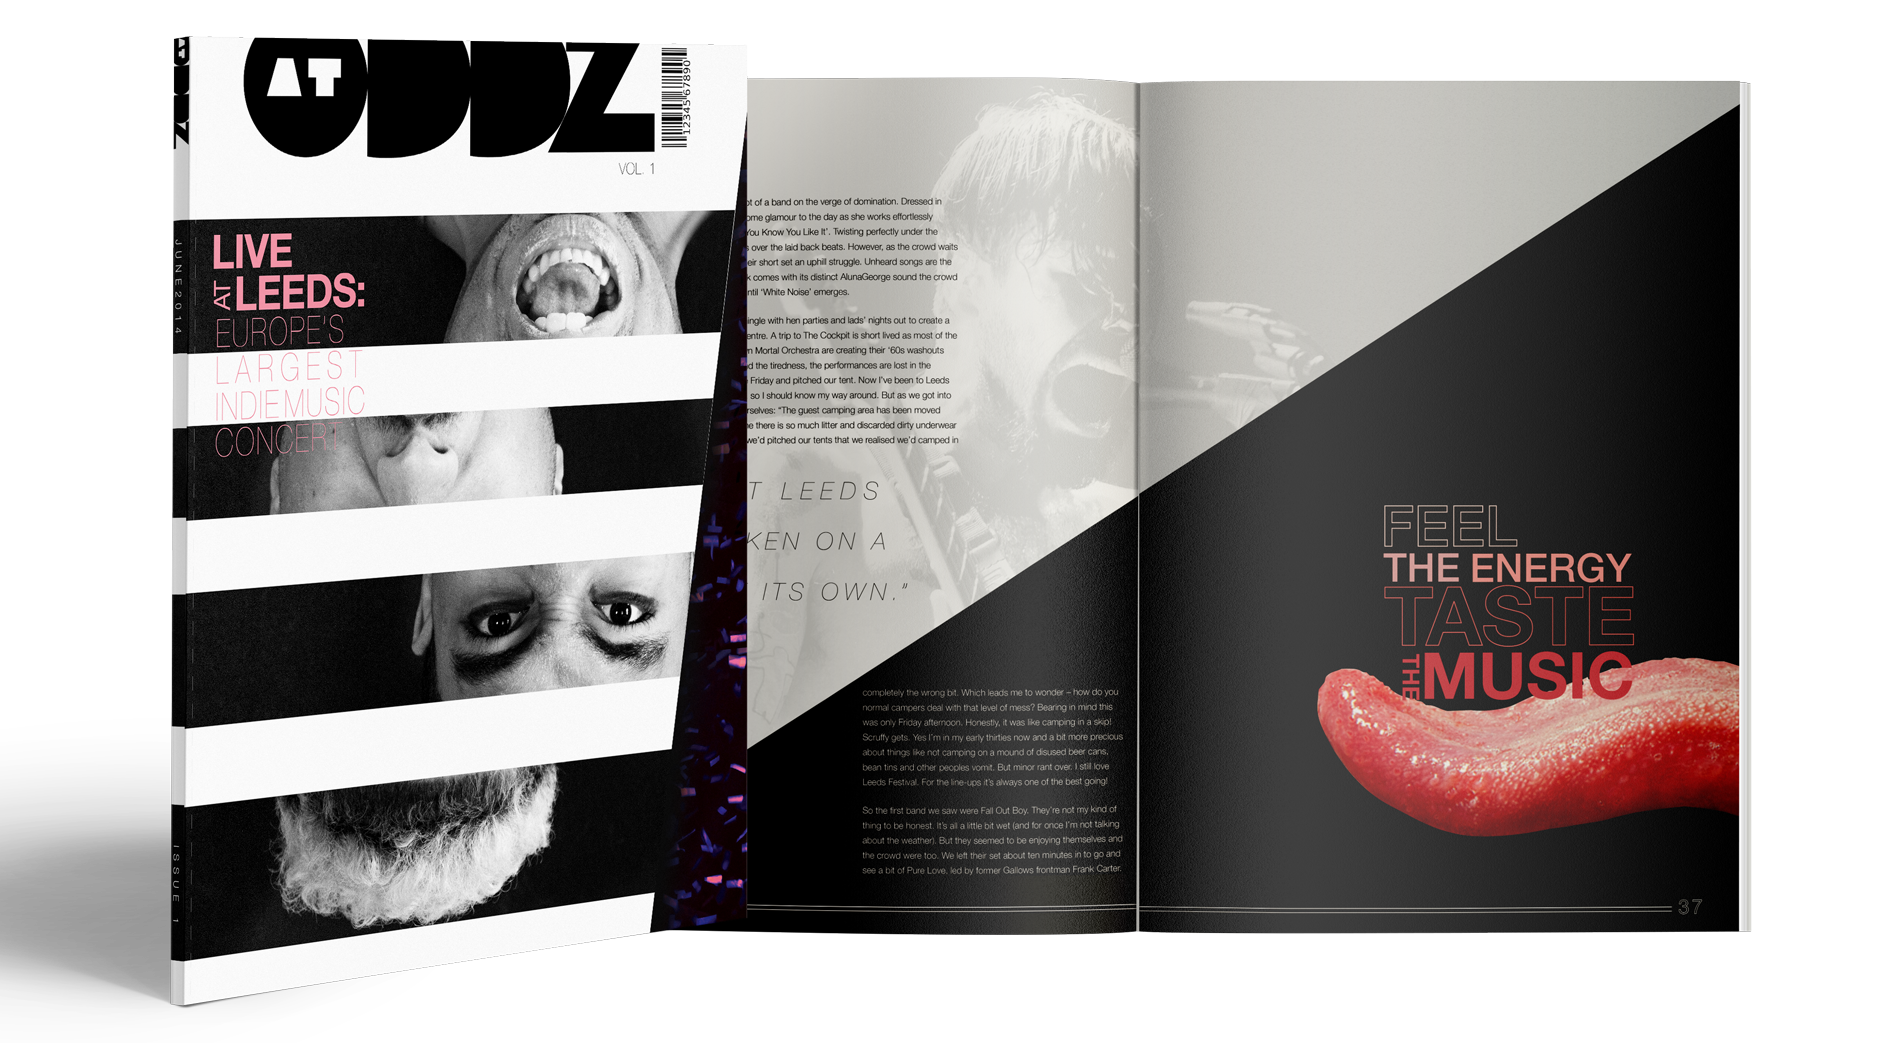 AT ODDZ
1234567890
VOL. 1
LIVE
AT LEEDS:
EUROPE'S
LARGEST
INDIE MUSIC
CONCERT
JUNE 2014
ISSUE 1
of a band on the verge of domination. Dressed in
glamour to the day as she works effortlessly
You Know You Like It'. Twisting perfectly under the
over the laid back beats. However, as the crowd waits
short set an uphill struggle. Unheard songs are the
comes with its distinct AlunaGeorge sound the crowd
'White Noise' emerges.
with hen parties and lads' nights out to create a
A trip to The Cockpit is short lived as most of the
Mortal Orchestra are creating their '60s washouts
the tiredness, the performances are lost in the
Friday and pitched our tent. Now I've been to Leeds
so I should know my way around. But as we got into
"The guest camping area has been moved
there is so much litter and discarded dirty underwear
we'd pitched our tents that we realised we'd camped in
T LEEDS
KEN ON A
ITS OWN."
completely the wrong bit. Which leads me to wonder – how do you
normal campers deal with that level of mess? Bearing in mind this
was only Friday afternoon. Honestly, it was like camping in a skip!
Scruffy gets. Yes I'm in my early thirties now and a bit more precious
about things like not camping on a mound of disused beer cans,
bean tins and other peoples vomit. But minor rant over. I still love
Leeds Festival. For the line-ups it's always one of the best going!
So the first band we saw were Fall Out Boy. They're not my kind of
thing to be honest. It's all a little bit wet (and for once I'm not talking
about the weather). But they seemed to be enjoying themselves and
the crowd were too. We left their set about ten minutes in to go and
see a bit of Pure Love, led by former Gallows frontman Frank Carter.
FEEL
THE ENERGY
TASTE
THE MUSIC
37